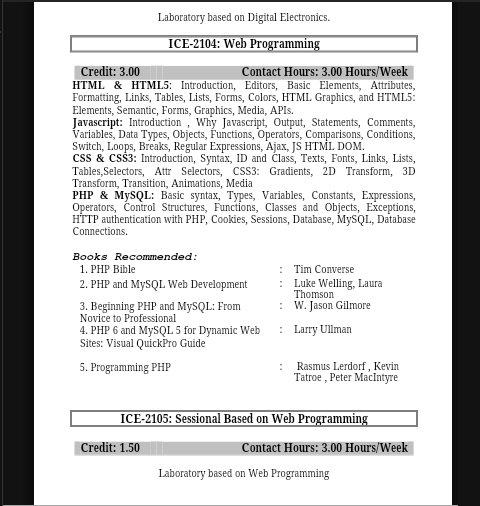 Laboratory based on Digital Electronics.
ICE-2104: Web Programming
Credit: 3.00 Contact Hours: 3.00 Hours/Week
HTML & HTML5: Introduction, Editors, Basic Elements, Attributes,
Formatting, Links, Tables, Lists, Forms, Colors, HTML Graphics, and HTML5:
Elements, Semantic, Forms, Graphics, Media, APIs.
Javascript: Introduction , Why Javascript, Output, Statements, Comments,
Variables, Data Types, Objects, Functions, Operators, Comparisons, Conditions,
Switch, Loops, Breaks, Regular Expressions, Ajax, JS HTML DOM.
CSS & CSS3: Introduction, Syntax, ID and Class, Texts, Fonts, Links, Lists,
Tables,Selectors, Attr Selectors, CSS3: Gradients, 2D Transform, 3D
Transform, Transition, Animations, Media
PHP & MySQL: Basic syntax, Types, Variables, Constants, Expressions,
Operators, Control Structures, Functions, Classes and Objects, Exceptions,
HTTP authentication with PHP, Cookies, Sessions, Database, MySQL, Database
Connections.
Books Recommended:
1. PHP Bible : Tim Converse
2. PHP and MySQL Web Development : Luke Welling, Laura
Thomson
3. Beginning PHP and MySQL: From : W. Jason Gilmore
Novice to Professional
4. PHP 6 and MySQL 5 for Dynamic Web : Larry Ullman
Sites: Visual QuickPro Guide
5. Programming PHP : Rasmus Lerdorf , Kevin
Tatroe , Peter MacIntyre
ICE-2105: Sessional Based on Web Programming
Credit: 1.50 Contact Hours: 3.00 Hours/Week
Laboratory based on Web Programming